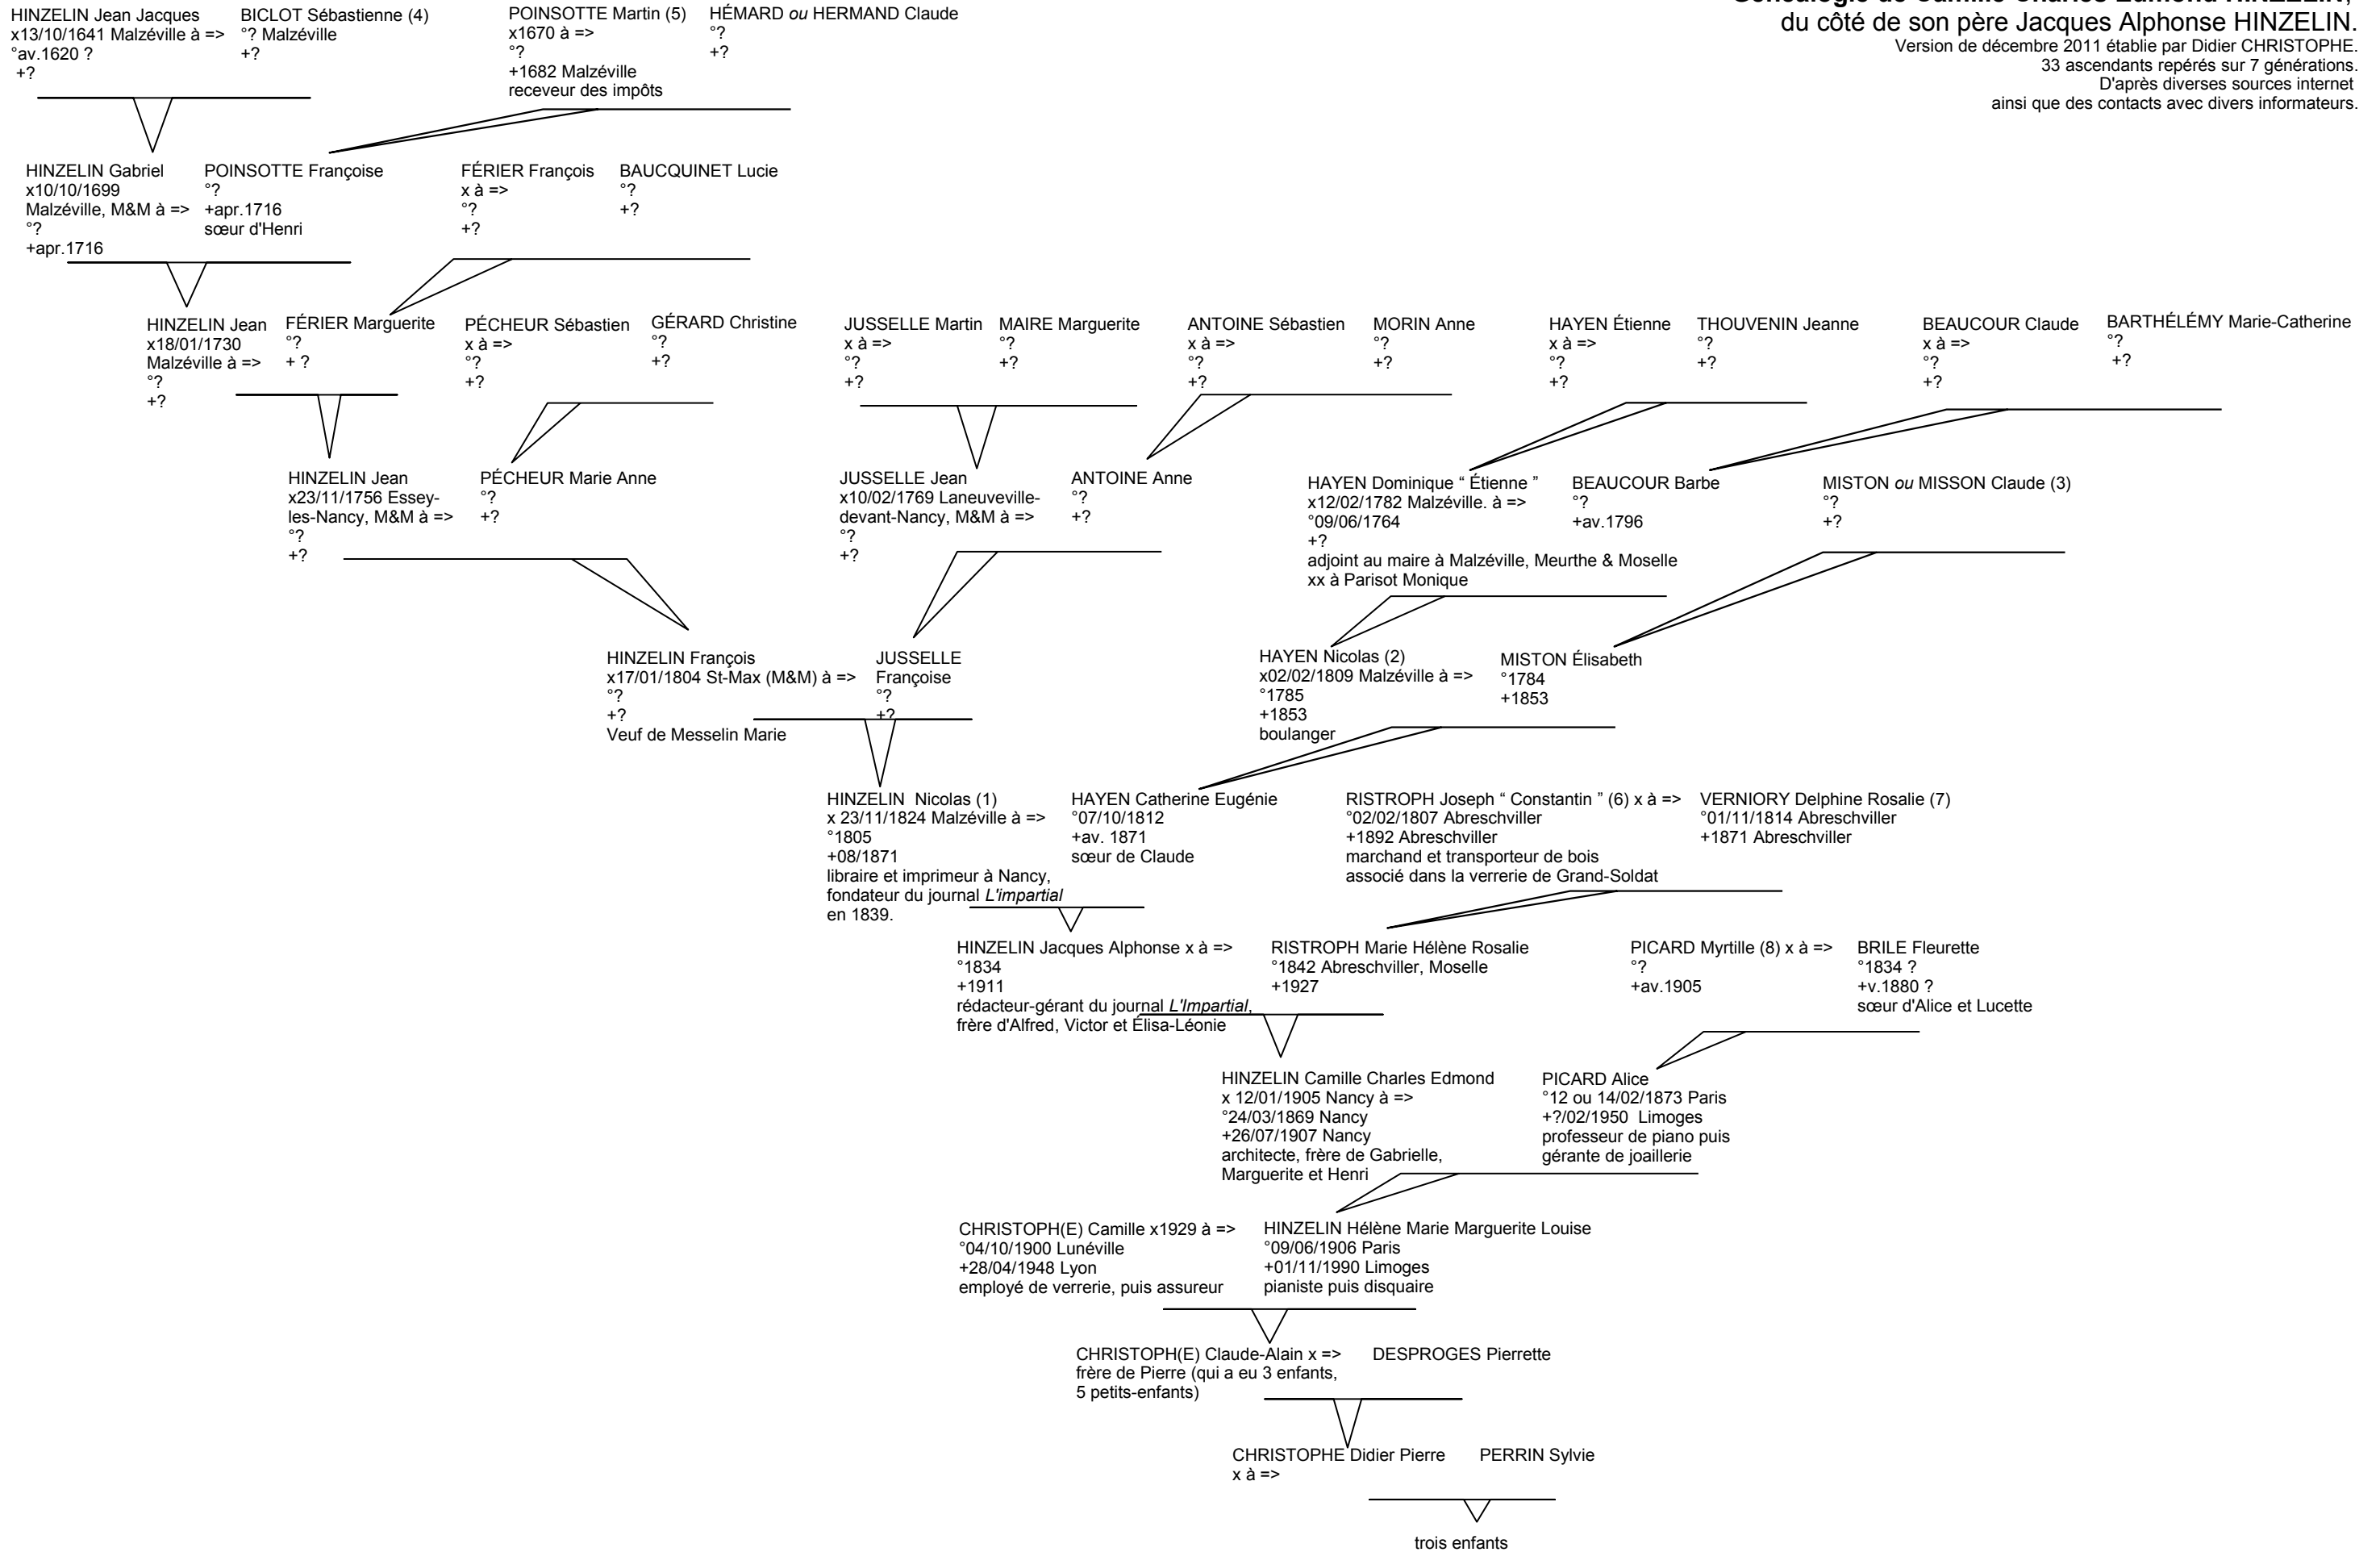 Généalogie de Camille Charles Edmond HINZELIN,
du côté de son père Jacques Alphonse HINZELIN.
Version de décembre 2011 établie par Didier CHRISTOPHE.
33 ascendants repérés sur 7 générations.
D'après diverses sources internet
ainsi que des contacts avec divers informateurs.
HINZELIN Jean Jacques
x13/10/1641 Malzéville à =>
°av.1620 ?
+?
BICLOT Sébastienne (4)
°? Malzéville
+?
POINSOTTE Martin (5)
x1670 à =>
°?
+1682 Malzéville
receveur des impôts
HÉMARD ou HERMAND Claude
°?
+?
HINZELIN Gabriel
x10/10/1699
Malzéville, M&M à =>
°?
+apr.1716
POINSOTTE Françoise
°?
+apr.1716
sœur d'Henri
FÉRIER François
x à =>
°?
+?
BAUCQUINET Lucie
°?
+?
HINZELIN Jean
x18/01/1730
Malzéville à =>
°?
+?
FÉRIER Marguerite
°?
+ ?
PÉCHEUR Sébastien
x à =>
°?
+?
GÉRARD Christine
°?
+?
JUSSELLE Martin
x à =>
°?
+?
MAIRE Marguerite
°?
+?
ANTOINE Sébastien
x à =>
°?
+?
MORIN Anne
°?
+?
HAYEN Étienne
x à =>
°?
+?
THOUVENIN Jeanne
°?
+?
BEAUCOUR Claude
x à =>
°?
+?
BARTHÉLÉMY Marie-Catherine
°?
+?
HINZELIN Jean
x23/11/1756 Essey-
les-Nancy, M&M à =>
°?
+?
PÉCHEUR Marie Anne
°?
+?
JUSSELLE Jean
x10/02/1769 Laneuveville-
devant-Nancy, M&M à =>
°?
+?
ANTOINE Anne
°?
+?
HAYEN Dominique “ Étienne ”
x12/02/1782 Malzéville. à =>
°09/06/1764
+?
adjoint au maire à Malzéville, Meurthe & Moselle
xx à Parisot Monique
BEAUCOUR Barbe
°?
+av.1796
MISTON ou MISSON Claude (3)
°?
+?
HINZELIN François
x17/01/1804 St-Max (M&M) à =>
°?
+?
Veuf de Messelin Marie
JUSSELLE
Françoise
°?
+?
HAYEN Nicolas (2)
x02/02/1809 Malzéville à =>
°1785
+1853
boulanger
MISTON Élisabeth
°1784
+1853
HINZELIN  Nicolas (1)
x 23/11/1824 Malzéville à =>
°1805
+08/1871
libraire et imprimeur à Nancy,
fondateur du journal L'impartial
en 1839.
HAYEN Catherine Eugénie
°07/10/1812
+av. 1871
sœur de Claude
RISTROPH Joseph “ Constantin ” (6) x à =>
°02/02/1807 Abreschviller
+1892 Abreschviller
marchand et transporteur de bois
associé dans la verrerie de Grand-Soldat
VERNIORY Delphine Rosalie (7)
°01/11/1814 Abreschviller
+1871 Abreschviller
HINZELIN Jacques Alphonse x à =>
°1834
+1911
rédacteur-gérant du journal L'Impartial,
frère d'Alfred, Victor et Élisa-Léonie
RISTROPH Marie Hélène Rosalie
°1842 Abreschviller, Moselle
+1927
PICARD Myrtille (8) x à =>
°?
+av.1905
BRILE Fleurette
°1834 ?
+v.1880 ?
sœur d'Alice et Lucette
HINZELIN Camille Charles Edmond
x 12/01/1905 Nancy à =>
°24/03/1869 Nancy
+26/07/1907 Nancy
architecte, frère de Gabrielle,
Marguerite et Henri
PICARD Alice
°12 ou 14/02/1873 Paris
+?/02/1950  Limoges
professeur de piano puis
gérante de joaillerie
CHRISTOPH(E) Camille x1929 à =>
°04/10/1900 Lunéville
+28/04/1948 Lyon
employé de verrerie, puis assureur
HINZELIN Hélène Marie Marguerite Louise
°09/06/1906 Paris
+01/11/1990 Limoges
pianiste puis disquaire
CHRISTOPH(E) Claude-Alain x =>
frère de Pierre (qui a eu 3 enfants,
5 petits-enfants)
DESPROGES Pierrette
CHRISTOPHE Didier Pierre
x à =>
PERRIN Sylvie
trois enfants